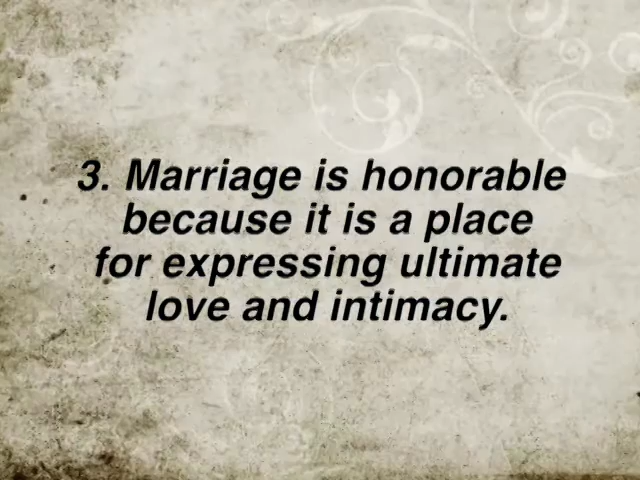 3. Marriage is honorable
because it is a place
for expressing ultimate
love and intimacy.